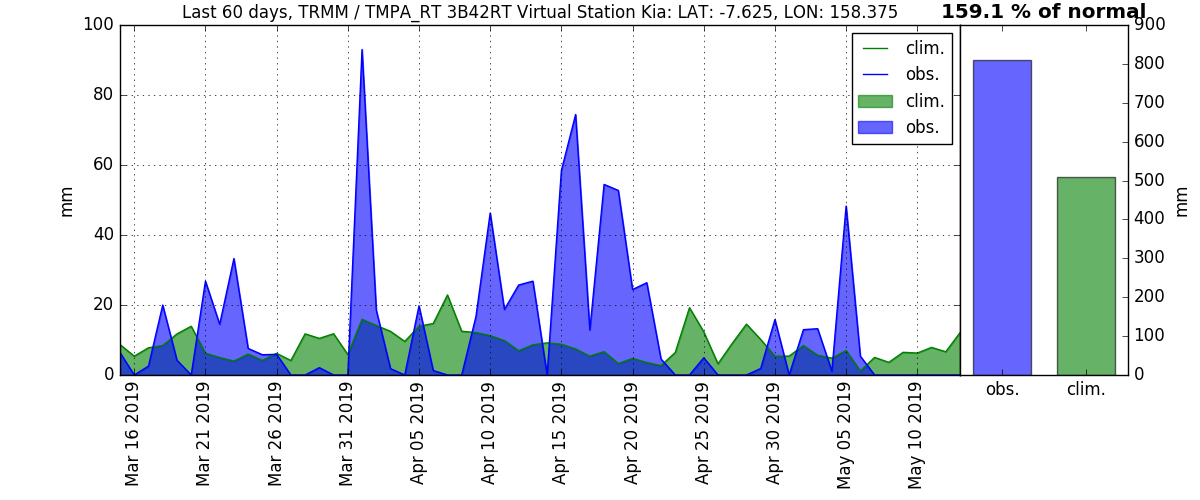 Last 60 days, TRMM / TMPA_RT 3B42RT Virtual Station Kia: LAT: -7.625, LON: 158.375
159.1 % of normal
100
80
60
40
20
0
mm
clim.
obs.
clim.
obs.
900
800
700
600
500
400
300
200
100
0
mm
Mar 16 2019
Mar 21 2019
Mar 26 2019
Mar 31 2019
Apr 05 2019
Apr 10 2019
Apr 15 2019
Apr 20 2019
Apr 25 2019
Apr 30 2019
May 05 2019
May 10 2019
obs.
clim.